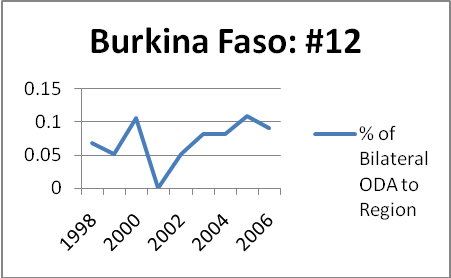 Burkina Faso: #12
0.15
0.1
0.05
0
1998
2000
2002
2004
2006
% of
Bilateral
ODA to
Region